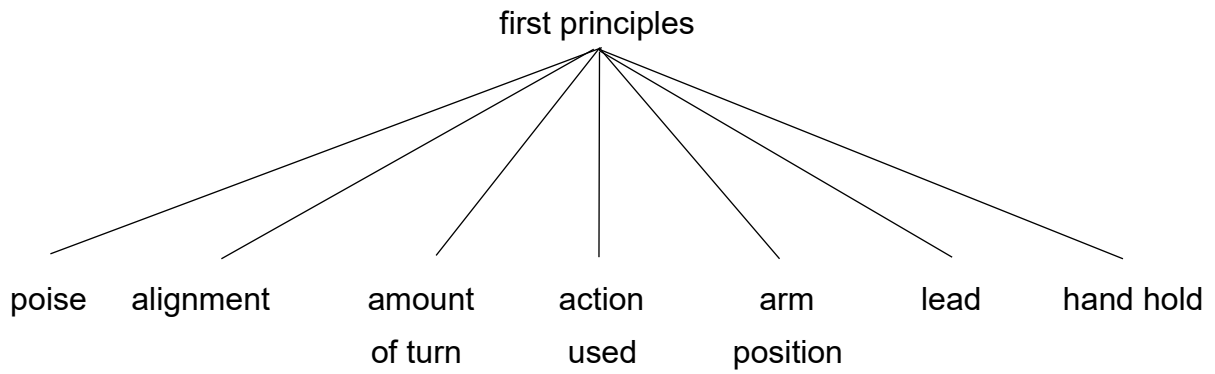 first principles
poise alignment amount action arm lead hand hold
of turn used position